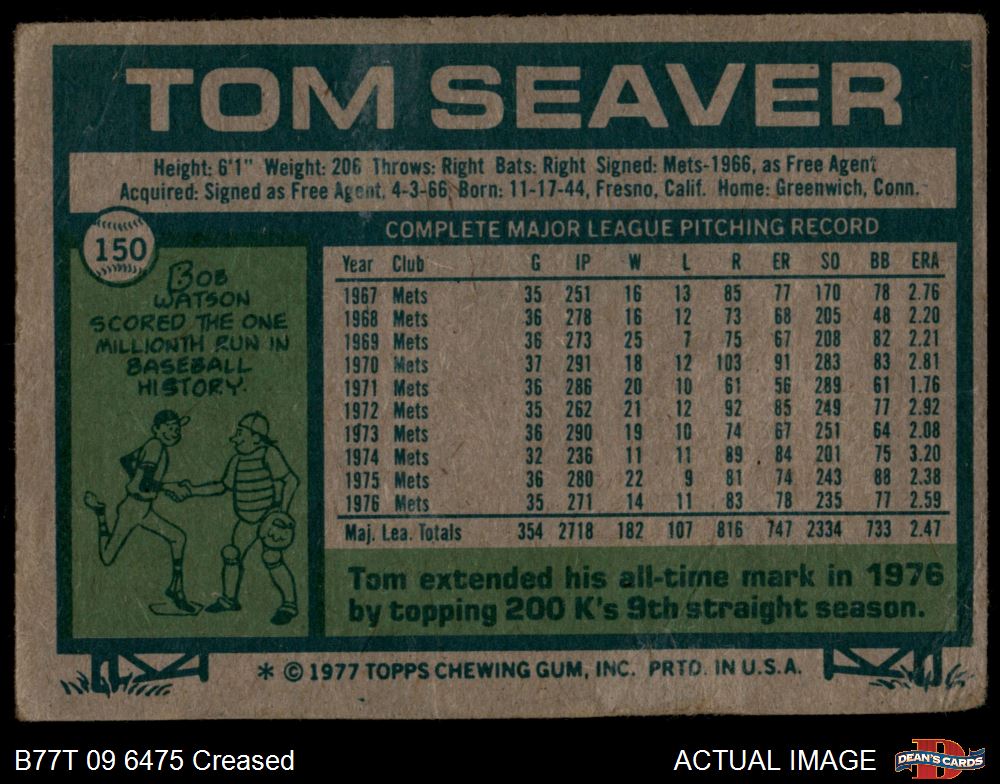 TOM SEAVER
Height: 6'1" Weight: 206 Throws: Right Bats: Right Signed: Mets-1966, as Free Agent
Acquired: Signed as Free Agent, 4-3-66 Born: 11-17-44, Fresno, Calif. Home: Greenwich, Conn.
150
BOB
WATSON
SCORED THE ONE
MILLIONTH RUN IN
BASEBALL
HISTORY.
COMPLETE MAJOR LEAGUE PITCHING RECORD
Year Club G IP W L R ER SO BB ERA
1967 Mets 35 251 16 13 85 77 170 78 2.76
1968 Mets 36 278 16 12 73 68 205 48 2.20
1969 Mets 36 273 25 7 75 67 208 82 2.21
1970 Mets 37 291 18 12 103 91 283 83 2.81
1971 Mets 36 286 20 10 61 56 289 61 1.76
1972 Mets 35 262 21 12 92 85 249 77 2.92
1973 Mets 36 290 19 10 74 67 251 64 2.08
1974 Mets 32 236 11 11 89 84 201 75 3.20
1975 Mets 36 280 22 9 81 74 243 88 2.38
1976 Mets 35 271 14 11 83 78 235 77 2.59
Maj. Lea. Totals 354 2718 182 107 816 747 2334 733 2.47
Tom extended his all-time mark in 1976
by topping 200 K's 9th straight season.
* © 1977 TOPPS CHEWING GUM, INC. PRTD. IN U.S.A.
B77T 09 6475 Creased
ACTUAL IMAGE
DEAN'S CARDS